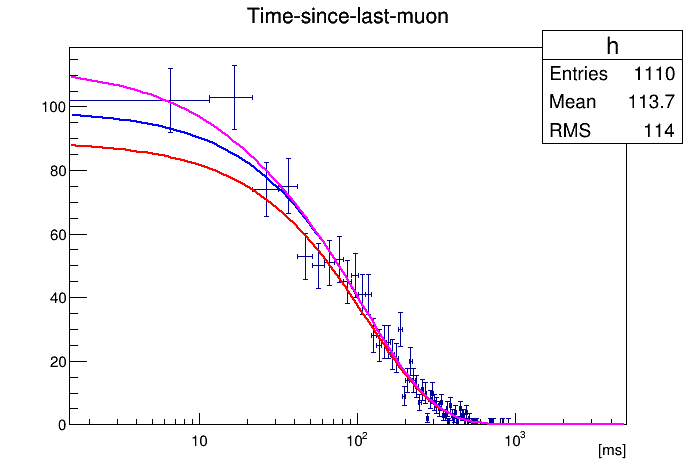 Time-since-last-muon
h
Entries 1110
Mean 113.7
RMS 114
100
80
60
40
20
0
10
10²
10³
[ms]